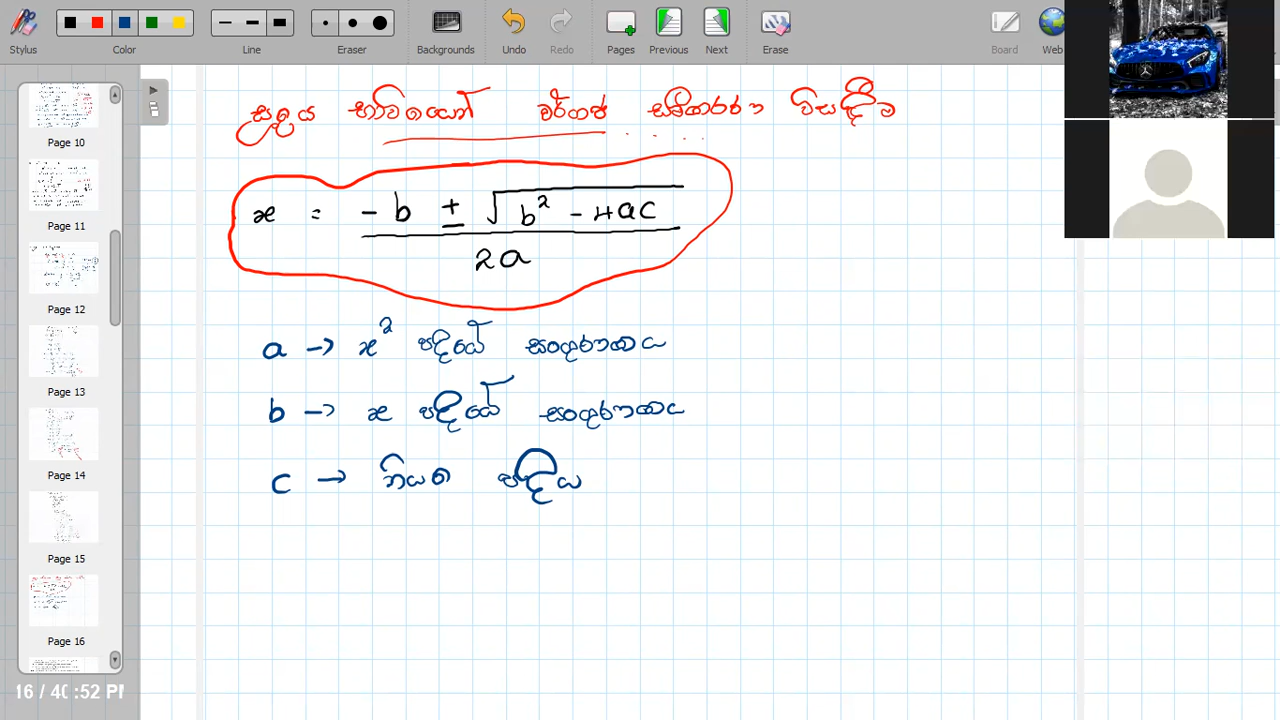 Stylus
Color
Line
Eraser
Backgrounds
Undo
Redo
Pages
Previous
Next
Erase
Board
Web
Page 10
Page 11
Page 12
Page 13
Page 14
Page 15
Page 16
සූත්‍රය භාවිතයෙන් වර්ගජ සමීකරණ විසඳීම
x = -b ± √(b² - 4ac) / 2a
a → x² පදයේ සංගුණකය
b → x පදයේ සංගුණකය
c → නියත පදය